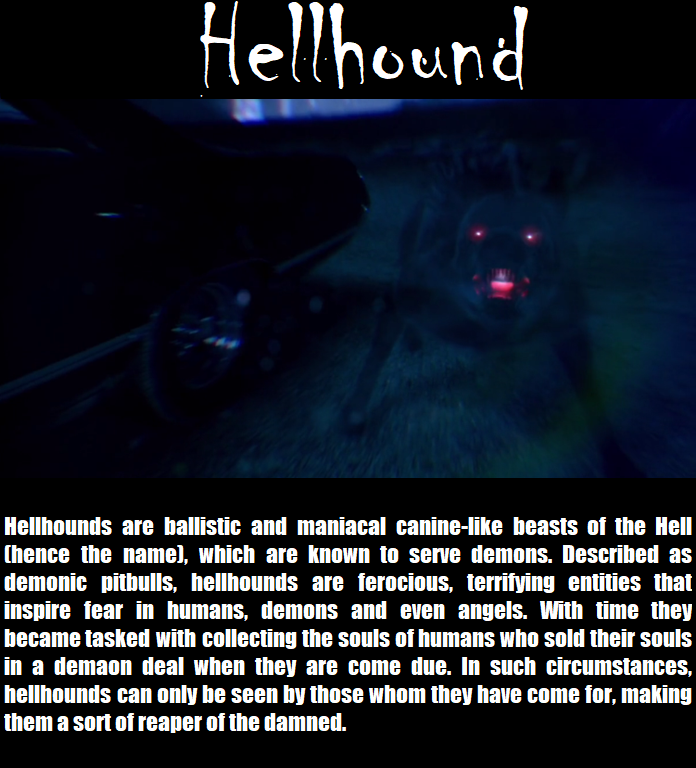 Hellhound
Hellhounds are ballistic and maniacal canine-like beasts of the Hell
(hence the name), which are known to serve demons. Described as
demonic pitbulls, hellhounds are ferocious, terrifying entities that
inspire fear in humans, demons and even angels. With time they
became tasked with collecting the souls of humans who sold their souls
in a demaon deal when they are come due. In such circumstances,
hellhounds can only be seen by those whom they have come for, making
them a sort of reaper of the damned.